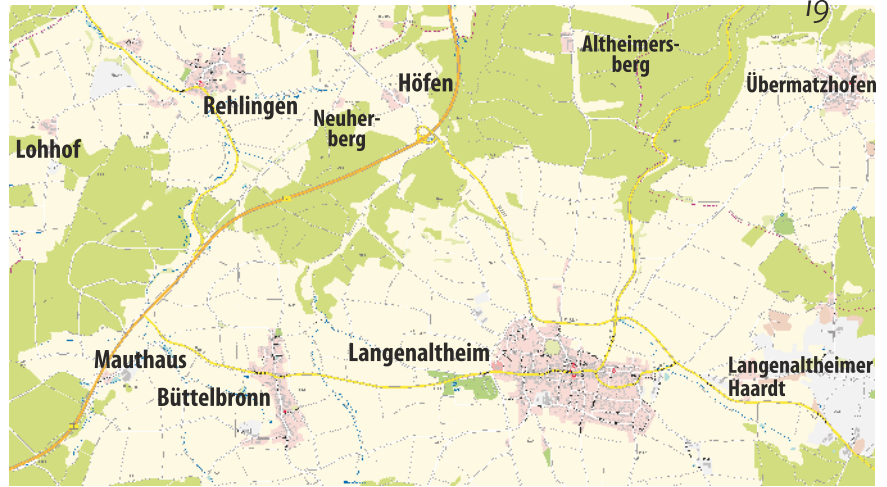 19
Altheimers-
berg
Höfen
Übermatzhofen
Rehlingen
Neuher-
berg
Lohhof
Langenaltheim
Mauthaus
Langenaltheimer
Haardt
Büttelbronn